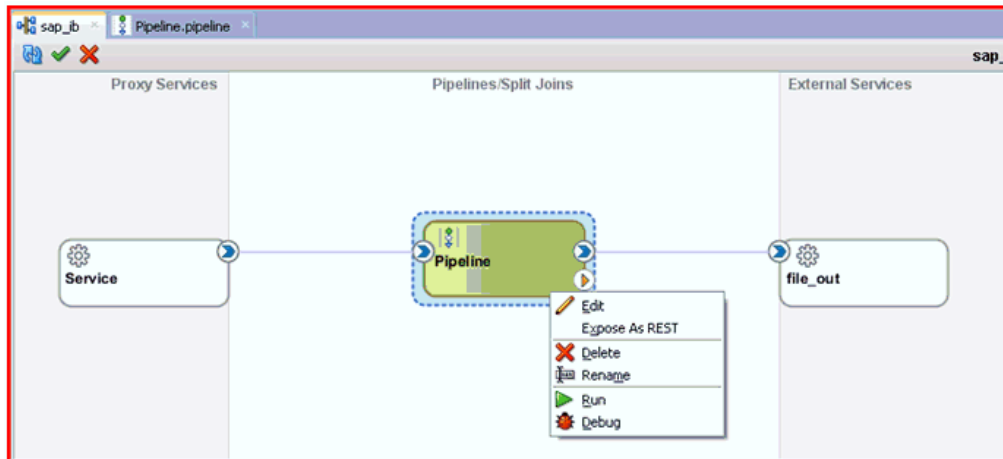 sap_ib
Pipeline.pipeline
sap_
Proxy Services
Pipelines/Split Joins
External Services
Service
Pipeline
file_out
Edit
Expose As REST
Delete
Rename
Run
Debug